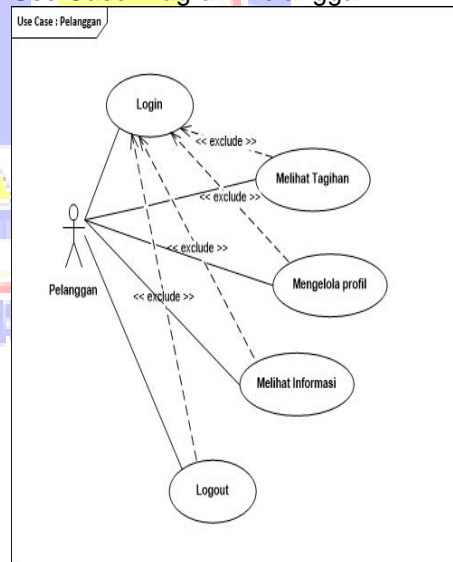 Use Case : Pelanggan
Login
<< exclude >>
Melihat Tagihan
<< exclude >>
<< exclude >>
Mengelola profil
Pelanggan
<< exclude >>
Melihat Informasi
Logout